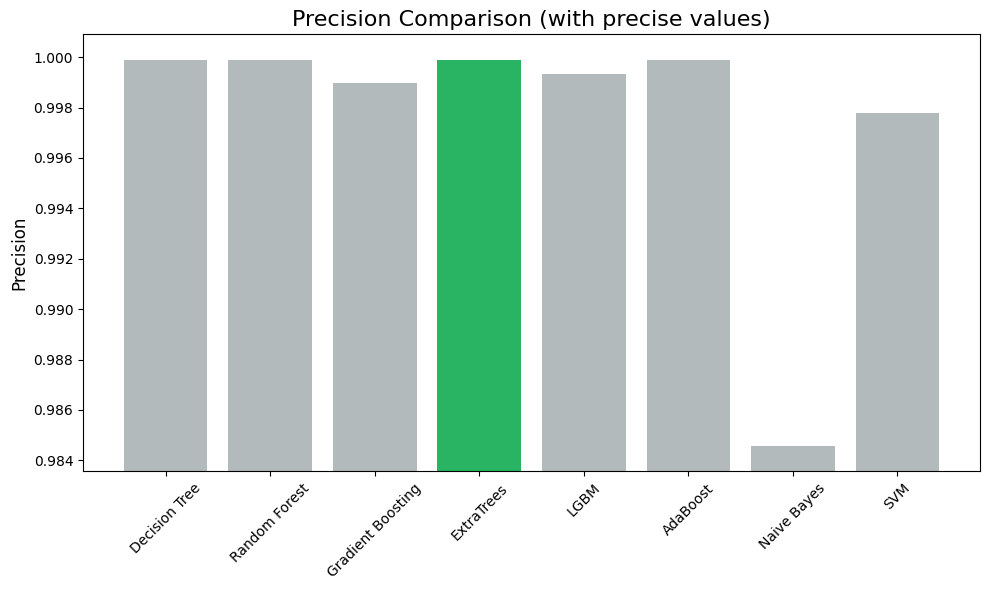 Precision Comparison (with precise values)
Precision
1.000
0.998
0.996
0.994
0.992
0.990
0.988
0.986
0.984
Decision Tree
Random Forest
Gradient Boosting
ExtraTrees
LGBM
AdaBoost
Naive Bayes
SVM